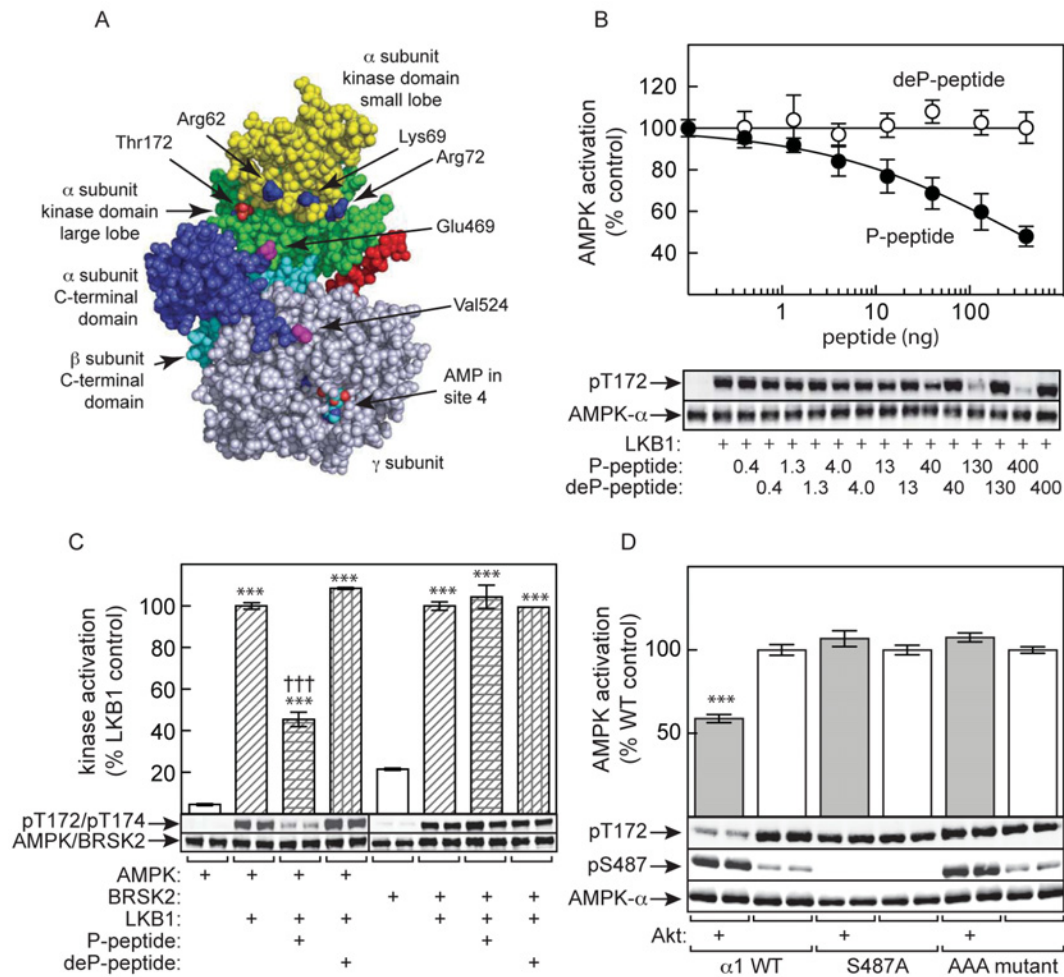 A
α subunit
kinase domain
small lobe
Arg62
Lys69
Thr172
Arg72
α subunit
kinase domain
large lobe
Glu469
α subunit
C-terminal
domain
Val524
β subunit
C-terminal
domain
AMP in
site 4
γ subunit
B
AMPK activation
(% control)
120
100
80
60
40
deP-peptide
P-peptide
1 10 100
peptide (ng)
pT172
AMPK-α
LKB1: + + + + + + + + + + + + + + +
P-peptide: 0.4 1.3 4.0 13 40 130 400
deP-peptide: 0.4 1.3 4.0 13 40 130 400
C
kinase activation
(% LKB1 control)
100
80
60
40
20
*** ††† *** *** *** *** ***
pT172/pT174
AMPK/BRSK2
AMPK: + + + +
BRSK2: + + + +
LKB1: + + + + + +
P-peptide: + +
deP-peptide: + +
D
AMPK activation
(% WT control)
100
50
***
pT172
pS487
AMPK-α
Akt: + + +
α1 WT S487A AAA mutant